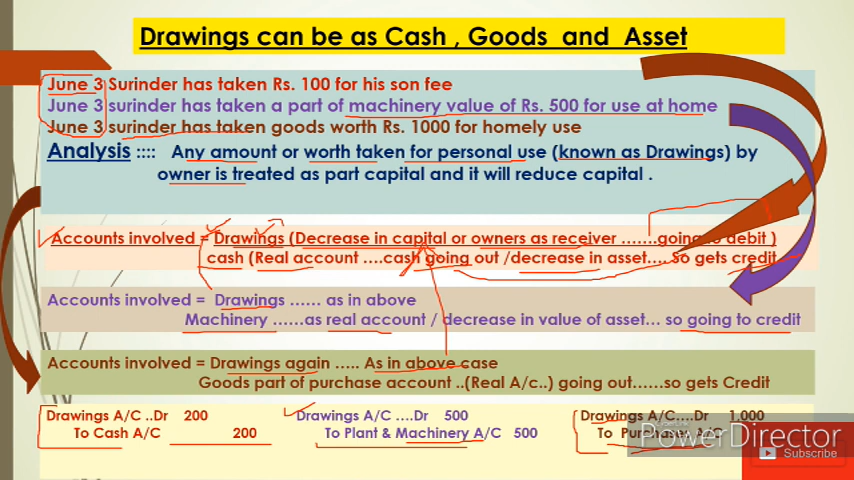 Drawings can be as Cash , Goods and Asset
June 3 Surinder has taken Rs. 100 for his son fee
June 3 surinder has taken a part of machinery value of Rs. 500 for use at home
June 3 surinder has taken goods worth Rs. 1000 for homely use
Analysis :::: Any amount or worth taken for personal use (known as Drawings) by
owner is treated as part capital and it will reduce capital .
Accounts involved = Drawings (Decrease in capital or owners as receiver …….going to debit )
cash (Real account ….cash going out /decrease in asset…. So gets credit
Accounts involved = Drawings …… as in above
Machinery ……as real account / decrease in value of asset… so going to credit
Accounts involved = Drawings again ….. As in above case
Goods part of purchase account ..(Real A/c..) going out……so gets Credit
Drawings A/C ..Dr 200
To Cash A/C 200
Drawings A/C ….Dr 500
To Plant & Machinery A/C 500
Drawings A/C….Dr 1,000
To Purchases A/C
PowerDirector
Subscribe